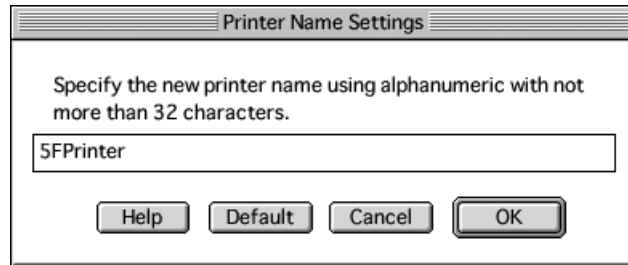 Printer Name Settings
Specify the new printer name using alphanumeric with not
more than 32 characters.
5FPrinter
Help Default Cancel OK